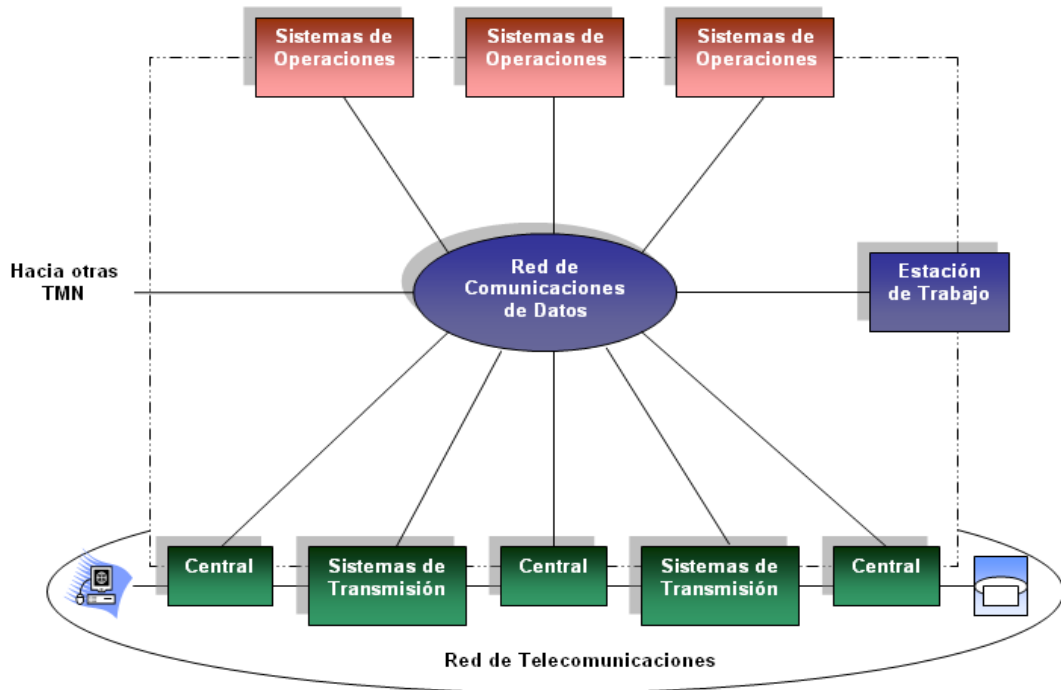 Sistemas de
Operaciones
Sistemas de
Operaciones
Sistemas de
Operaciones
Hacia otras
TMN
Red de
Comunicaciones
de Datos
Estación
de Trabajo
Central
Sistemas de
Transmisión
Central
Sistemas de
Transmisión
Central
Red de Telecomunicaciones